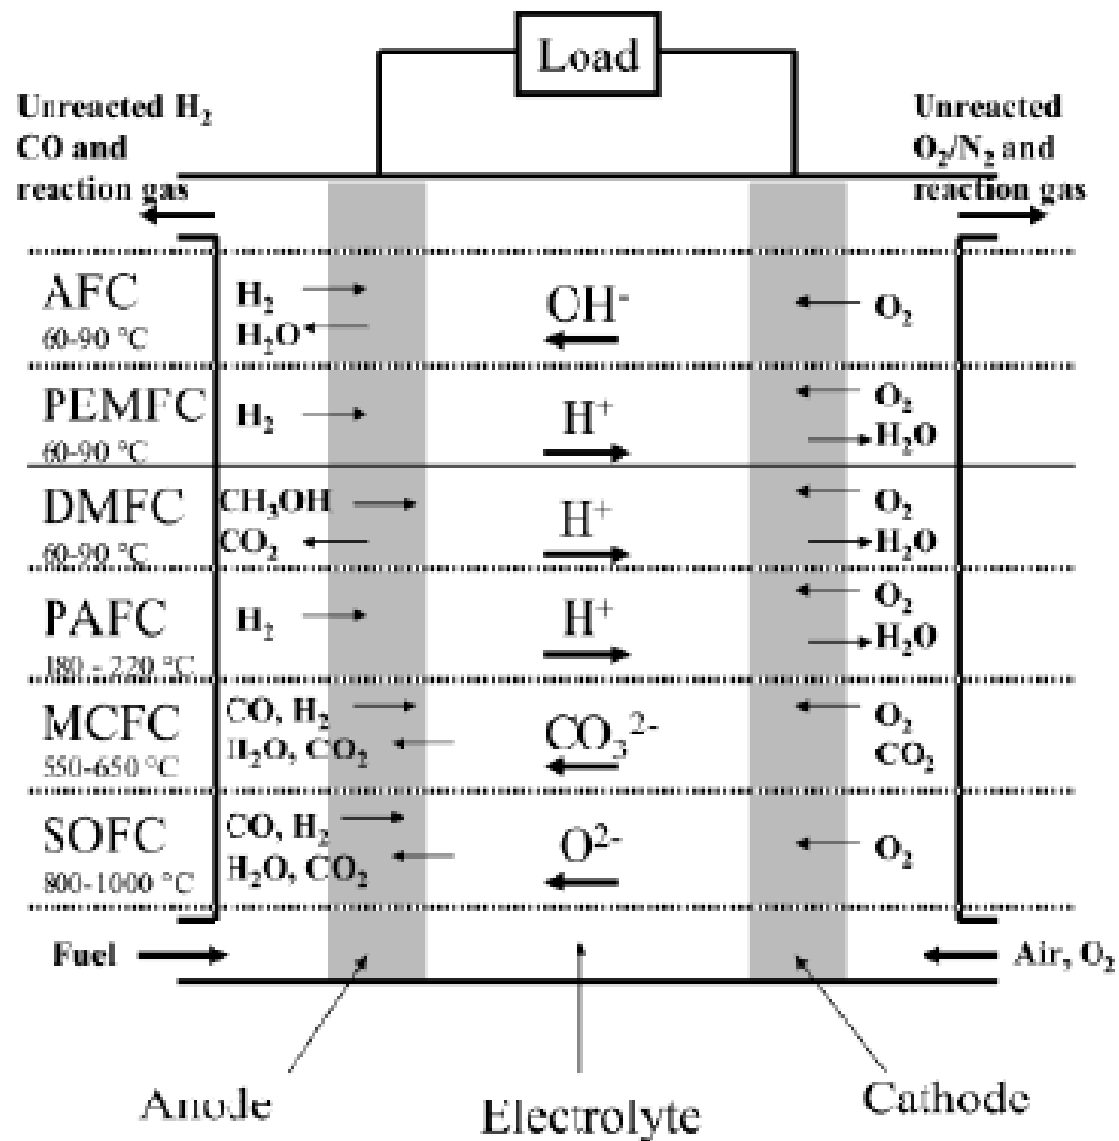 Load
Unreacted H₂
CO and
reaction gas
Unreacted
O₂/N₂ and
reaction gas
AFC
60-90 °C
H₂
H₂O
OH⁻
O₂
PEMFC
60-90 °C
H₂
H⁺
O₂
H₂O
DMFC
60-90 °C
CH₃OH
CO₂
H⁺
O₂
H₂O
PAFC
180 - 220 °C
H₂
H⁺
O₂
H₂O
MCFC
550-650 °C
CO, H₂
H₂O, CO₂
CO₃²⁻
O₂
CO₂
SOFC
800-1000 °C
CO, H₂
H₂O, CO₂
O²⁻
O₂
Fuel
Air, O₂
Anode
Electrolyte
Cathode